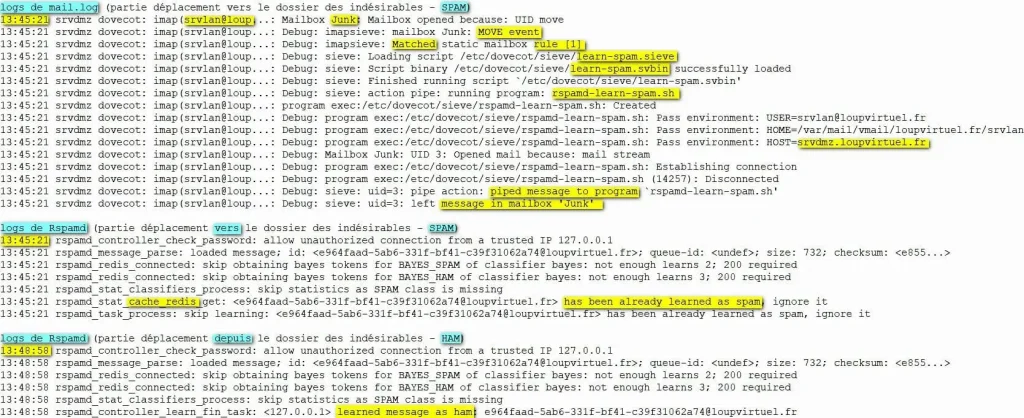 logs de mail.log (partie déplacement vers le dossier des indésirables - SPAM)
13:45:21 srvdmz dovecot: imap(srvlan@loup...: Mailbox Junk: Mailbox opened because: UID move
13:45:21 srvdmz dovecot: imap(srvlan@loup...: Debug: imapsieve: mailbox Junk: MOVE event
13:45:21 srvdmz dovecot: imap(srvlan@loup...: Debug: imapsieve: Matched static mailbox rule [1]
13:45:21 srvdmz dovecot: imap(srvlan@loup...: Debug: sieve: Loading script /etc/dovecot/sieve/learn-spam.sieve
13:45:21 srvdmz dovecot: imap(srvlan@loup...: Debug: sieve: Script binary /etc/dovecot/sieve/learn-spam.svbin successfully loaded
13:45:21 srvdmz dovecot: imap(srvlan@loup...: Debug: sieve: Finished running script `/etc/dovecot/sieve/learn-spam.svbin'
13:45:21 srvdmz dovecot: imap(srvlan@loup...: Debug: sieve: action pipe: running program: rspamd-learn-spam.sh
13:45:21 srvdmz dovecot: imap(srvlan@loup...: program exec:/etc/dovecot/sieve/rspamd-learn-spam.sh: Created
13:45:21 srvdmz dovecot: imap(srvlan@loup...: Debug: program exec:/etc/dovecot/sieve/rspamd-learn-spam.sh: Pass environment: USER=srvlan@loupvirtuel.fr
13:45:21 srvdmz dovecot: imap(srvlan@loup...: Debug: program exec:/etc/dovecot/sieve/rspamd-learn-spam.sh: Pass environment: HOME=/var/mail/vmail/loupvirtuel.fr/srvlan
13:45:21 srvdmz dovecot: imap(srvlan@loup...: Debug: program exec:/etc/dovecot/sieve/rspamd-learn-spam.sh: Pass environment: HOST=srvdmz.loupvirtuel.fr
13:45:21 srvdmz dovecot: imap(srvlan@loup...: Debug: Mailbox Junk: UID 3: Opened mail because: mail stream
13:45:21 srvdmz dovecot: imap(srvlan@loup...: Debug: program exec:/etc/dovecot/sieve/rspamd-learn-spam.sh: Establishing connection
13:45:21 srvdmz dovecot: imap(srvlan@loup...: Debug: program exec:/etc/dovecot/sieve/rspamd-learn-spam.sh (14257): Disconnected
13:45:21 srvdmz dovecot: imap(srvlan@loup...: Debug: sieve: uid=3: pipe action: piped message to program `rspamd-learn-spam.sh'
13:45:21 srvdmz dovecot: imap(srvlan@loup...: Debug: sieve: uid=3: left message in mailbox 'Junk'
logs de Rspamd (partie déplacement vers le dossier des indésirables - SPAM)
13:45:21 rspamd_controller_check_password: allow unauthorized connection from a trusted IP 127.0.0.1
13:45:21 rspamd_message_parse: loaded message; id: <e964faad-5ab6-331f-bf41-c39f31062a74@loupvirtuel.fr>; queue-id: <undef>; size: 732; checksum: <e855...>
13:45:21 rspamd_redis_connected: skip obtaining bayes tokens for BAYES_SPAM of classifier bayes: not enough learns 2; 200 required
13:45:21 rspamd_redis_connected: skip obtaining bayes tokens for BAYES_HAM of classifier bayes: not enough learns 3; 200 required
13:45:21 rspamd_stat_classifiers_process: skip statistics as SPAM class is missing
13:45:21 rspamd_stat_cache_redis_get: <e964faad-5ab6-331f-bf41-c39f31062a74@loupvirtuel.fr> has been already learned as spam, ignore it
13:45:21 rspamd_task_process: skip learning: <e964faad-5ab6-331f-bf41-c39f31062a74@loupvirtuel.fr> has been already learned as spam, ignore it
logs de Rspamd (partie déplacement depuis le dossier des indésirables - HAM)
13:48:58 rspamd_controller_check_password: allow unauthorized connection from a trusted IP 127.0.0.1
13:48:58 rspamd_message_parse: loaded message; id: <e964faad-5ab6-331f-bf41-c39f31062a74@loupvirtuel.fr>; queue-id: <undef>; size: 732; checksum: <e855...>
13:48:58 rspamd_redis_connected: skip obtaining bayes tokens for BAYES_SPAM of classifier bayes: not enough learns 2; 200 required
13:48:58 rspamd_redis_connected: skip obtaining bayes tokens for BAYES_HAM of classifier bayes: not enough learns 3; 200 required
13:48:58 rspamd_stat_classifiers_process: skip statistics as SPAM class is missing
13:48:58 rspamd_controller_learn_fin_task: <127.0.0.1> learned message as ham: e964faad-5ab6-331f-bf41-c39f31062a74@loupvirtuel.fr